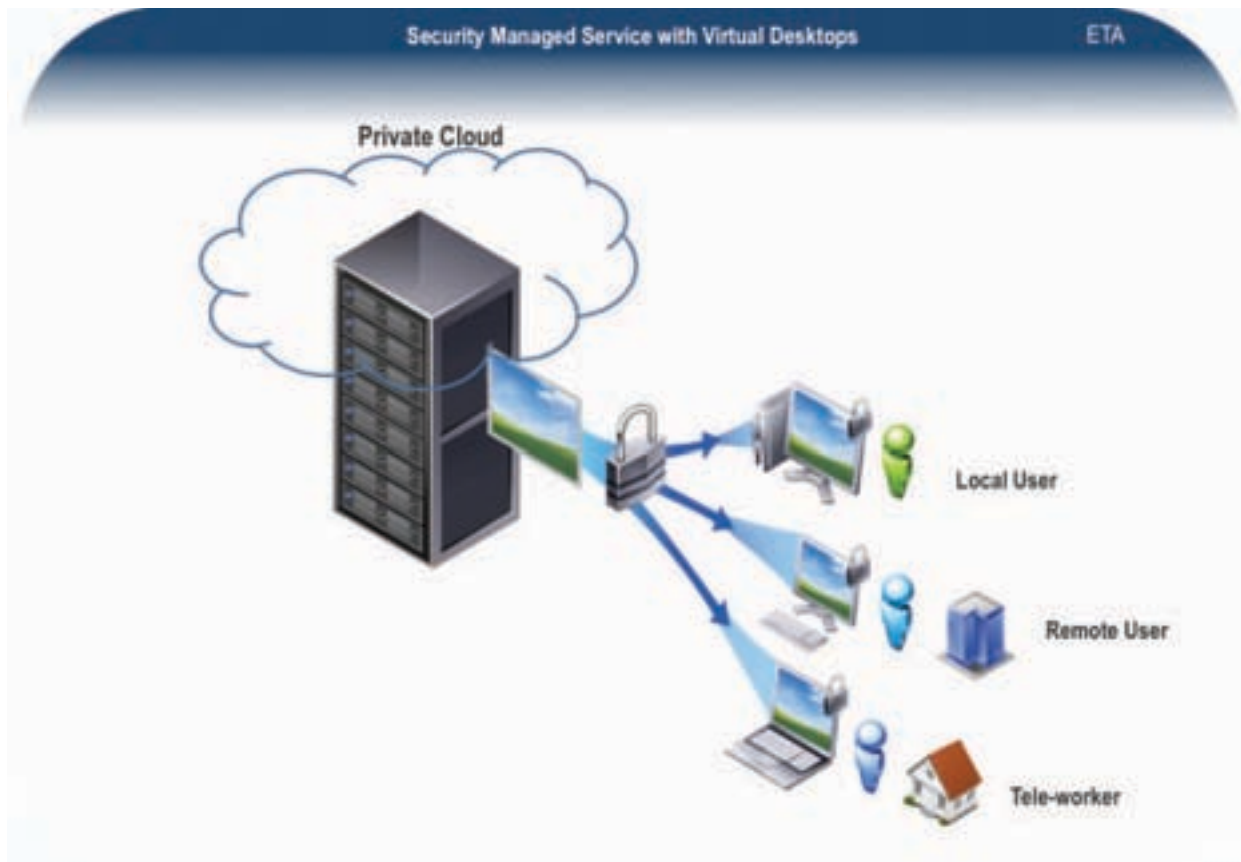 Security Managed Service with Virtual Desktops
ETA
Private Cloud
Local User
Remote User
Tele-worker